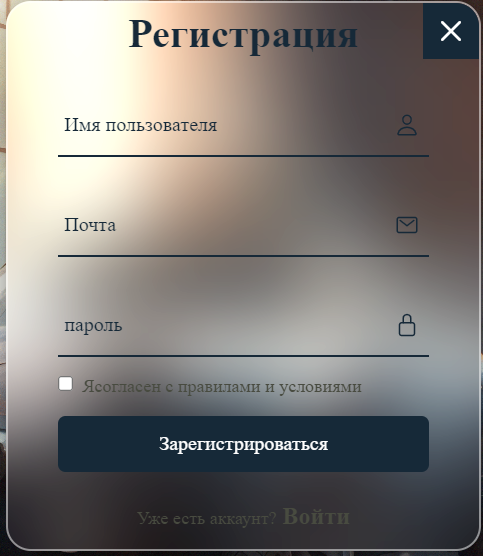 Регистрация
Имя пользователя
Почта
пароль
Ясогласен с правилами и условиями
Зарегистрироваться
Уже есть аккаунт? Войти